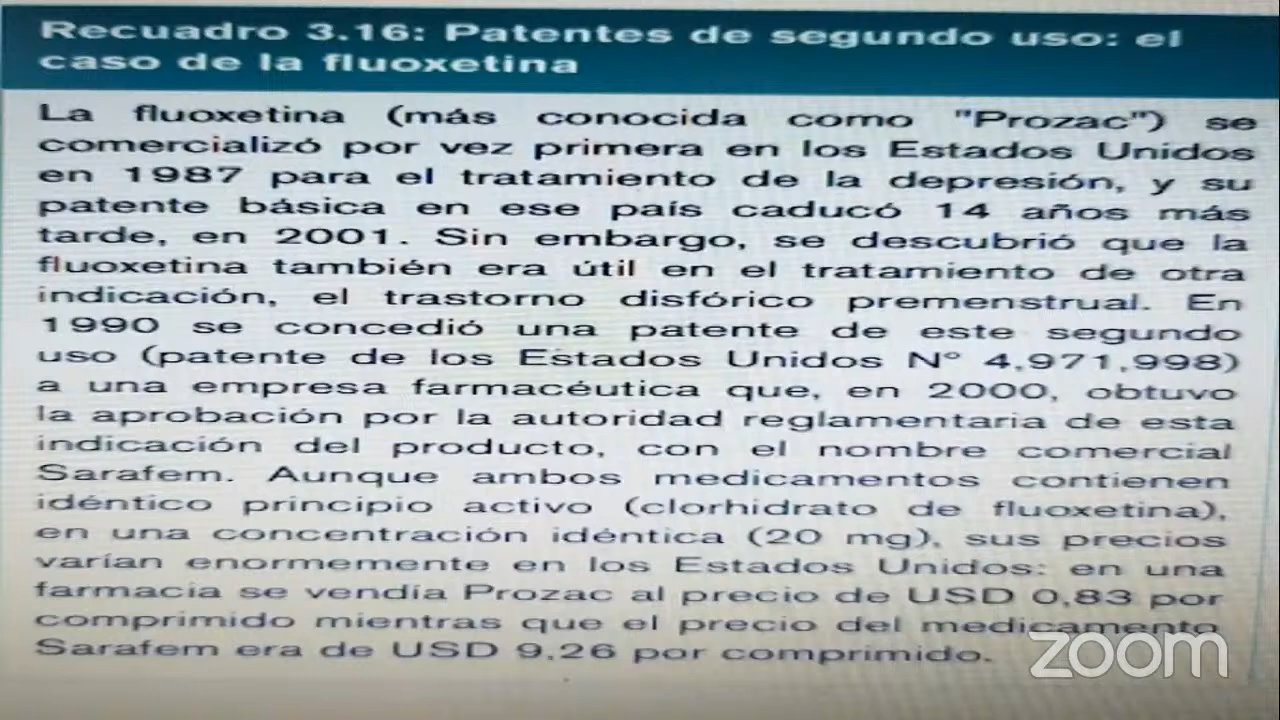 Recuadro 3.16: Patentes de segundo uso: el
caso de la fluoxetina
La fluoxetina (más conocida como "Prozac") se
comercializó por vez primera en los Estados Unidos
en 1987 para el tratamiento de la depresión, y su
patente básica en ese país caducó 14 años más
tarde, en 2001. Sin embargo, se descubrió que la
fluoxetina también era útil en el tratamiento de otra
indicación, el trastorno disfórico premenstrual. En
1990 se concedió una patente de este segundo
uso (patente de los Estados Unidos Nº 4,971,998)
a una empresa farmacéutica que, en 2000, obtuvo
la aprobación por la autoridad reglamentaria de esta
indicación del producto, con el nombre comercial
Sarafem. Aunque ambos medicamentos contienen
idéntico principio activo (clorhidrato de fluoxetina),
en una concentración idéntica (20 mg), sus precios
varían enormemente en los Estados Unidos: en una
farmacia se vendía Prozac al precio de USD 0,83 por
comprimido mientras que el precio del medicamento
Sarafem era de USD 9,26 por comprimido.
zoom